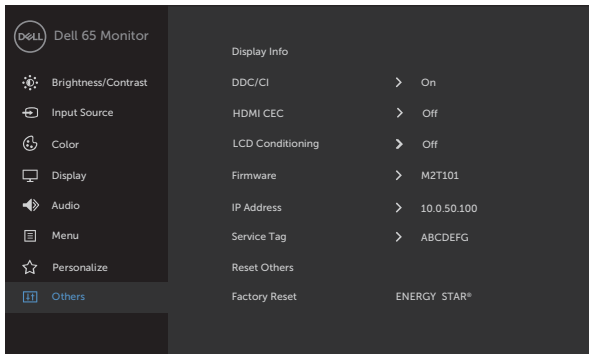 DELL Dell 65 Monitor
Display Info
Brightness/Contrast DDC/CI > On
Input Source HDMI CEC > Off
Color LCD Conditioning > Off
Display Firmware > M2T101
Audio IP Address > 10.0.50.100
Menu Service Tag > ABCDEFG
Personalize Reset Others
Others Factory Reset ENERGY STAR®